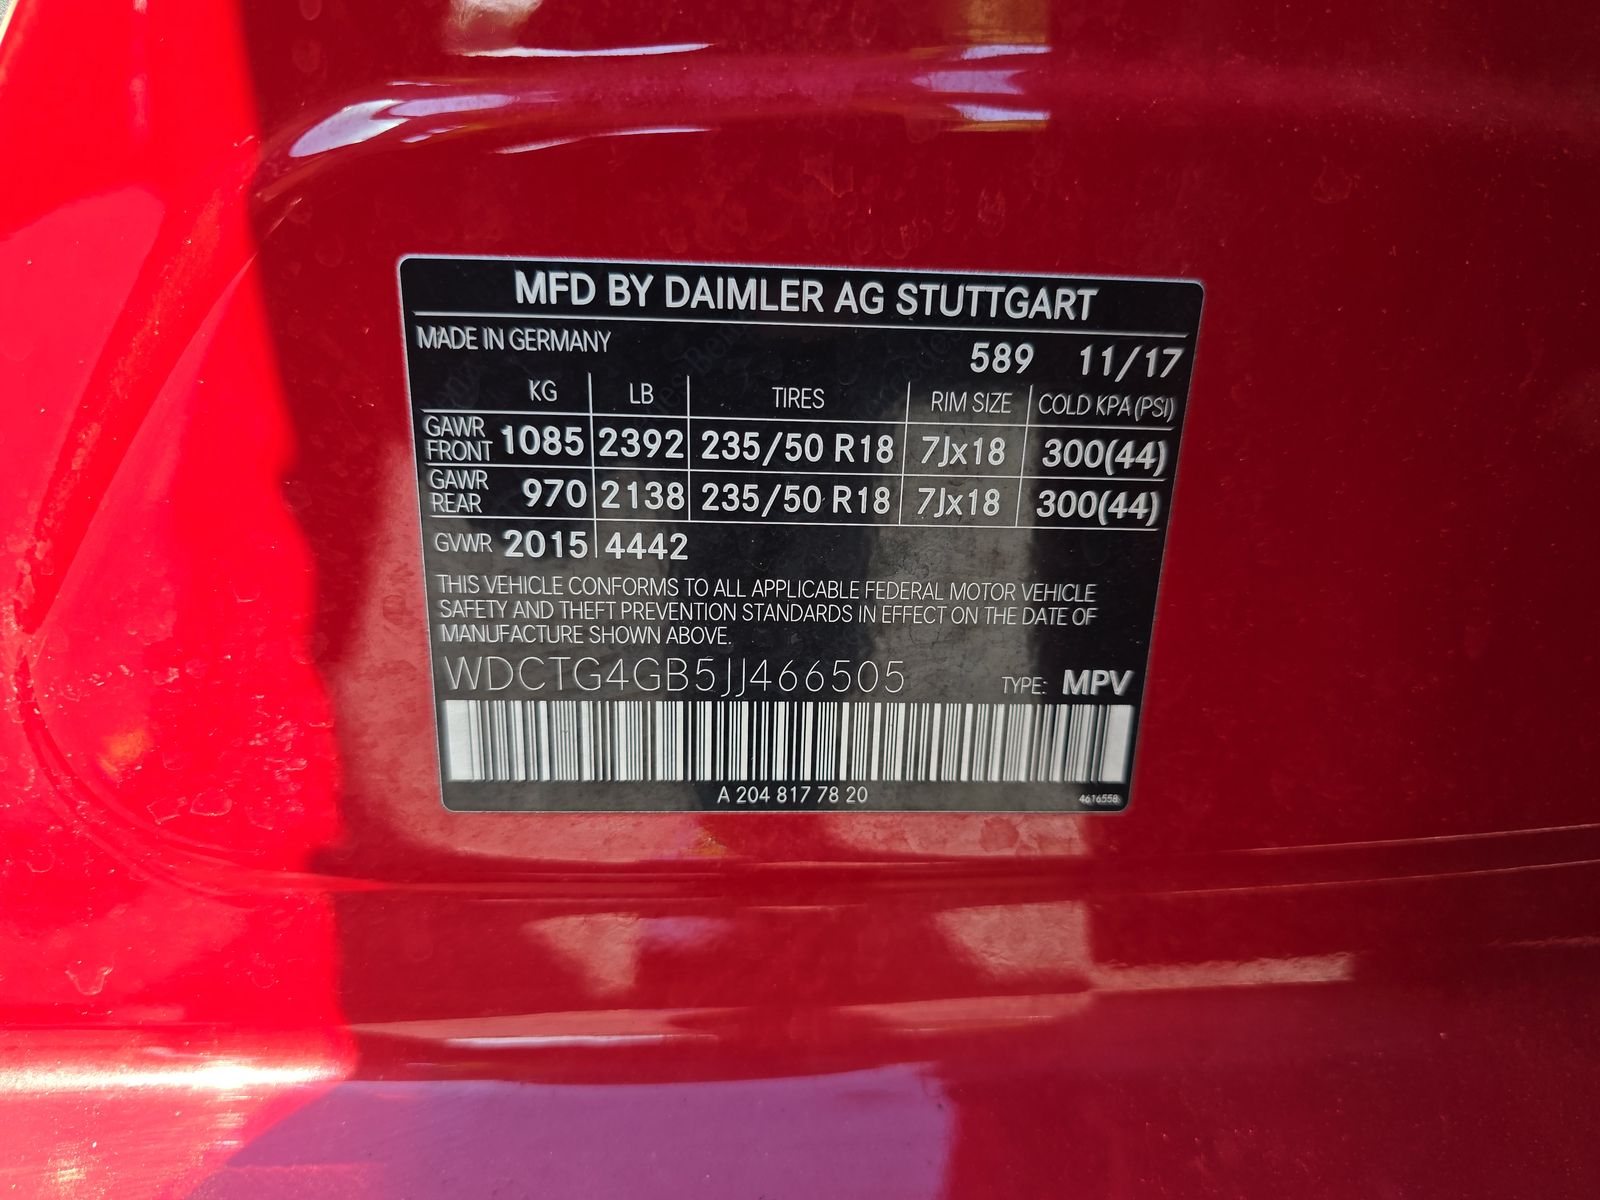 MFD BY DAIMLER AG STUTTGART
MADE IN GERMANY
589 11/17
KG LB TIRES RIM SIZE COLD KPA (PSI)
GAWR FRONT 1085 2392 235/50 R18 7Jx18 300(44)
GAWR REAR 970 2138 235/50 R18 7Jx18 300(44)
GVWR 2015 4442
THIS VEHICLE CONFORMS TO ALL APPLICABLE FEDERAL MOTOR VEHICLE
SAFETY AND THEFT PREVENTION STANDARDS IN EFFECT ON THE DATE OF
MANUFACTURE SHOWN ABOVE.
WDCTG4GB5JJ466505 TYPE: MPV
A 204 817 78 20
4616558